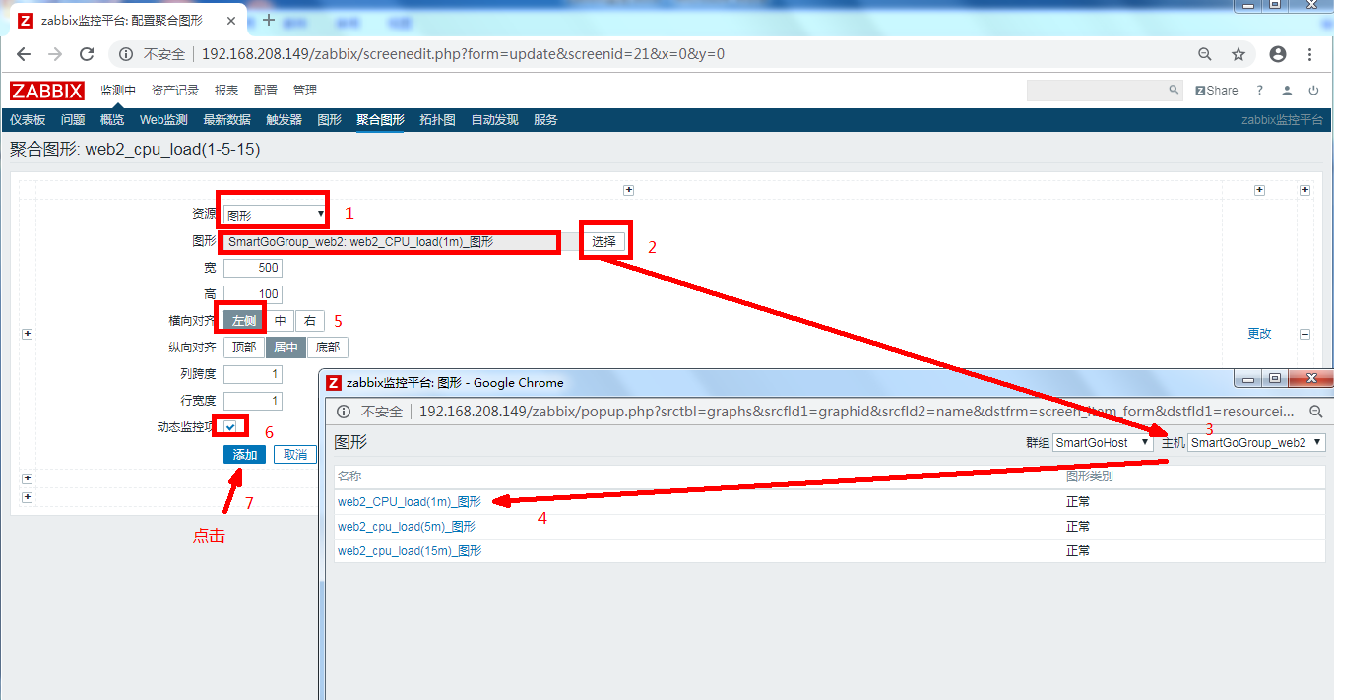 Z zabbix监控平台: 配置聚合图形
不安全 192.168.208.149/zabbix/screenedit.php?form=update&screenid=21&x=0&y=0
ZABBIX 监测中 资产记录 报表 配置 管理 Z Share ?
仪表板 问题 概览 Web监测 最新数据 触发器 图形 聚合图形 拓扑图 自动发现 服务 zabbix监控平台
聚合图形: web2_cpu_load(1-5-15)
资源 图形 1
图形 SmartGoGroup_web2: web2_CPU_load(1m)_图形 选择 2
宽 500
高 100
横向对齐 左侧 中 右 5
更改
纵向对齐 顶部 居中 底部
列跨度 1
行宽度 1
动态监控项 6
添加 取消
7
点击
Z zabbix监控平台: 图形 - Google Chrome
不安全 192.168.208.149/zabbix/popup.php?srctbl=graphs&srcfld1=graphid&srcfld2=name&dstfrm=screen_item_form&dstfld1=resourcei...
3
图形 群组 SmartGoHost 主机 SmartGoGroup_web2
名称 图形类别
web2_CPU_load(1m)_图形 正常
4
web2_cpu_load(5m)_图形 正常
web2_cpu_load(15m)_图形 正常